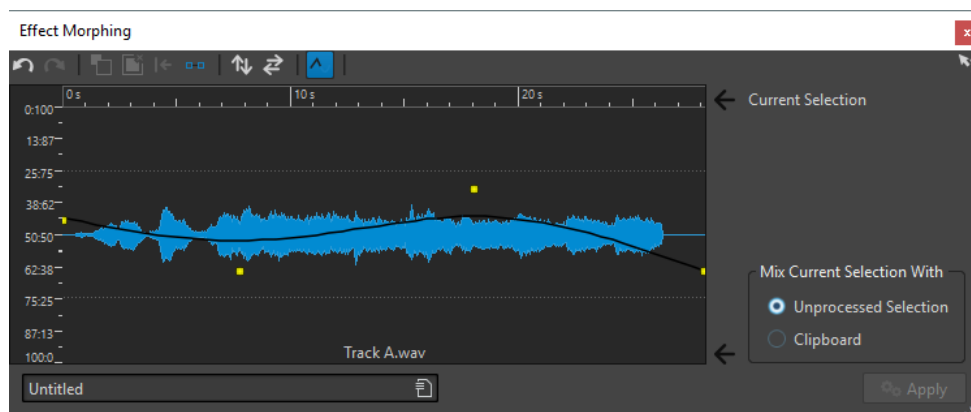 Effect Morphing
0 s
10 s
20 s
Current Selection
0:100
13:87
25:75
38:62
50:50
62:38
Mix Current Selection With
75:25
Unprocessed Selection
87:13
Clipboard
100:0
Track A.wav
Untitled
Apply